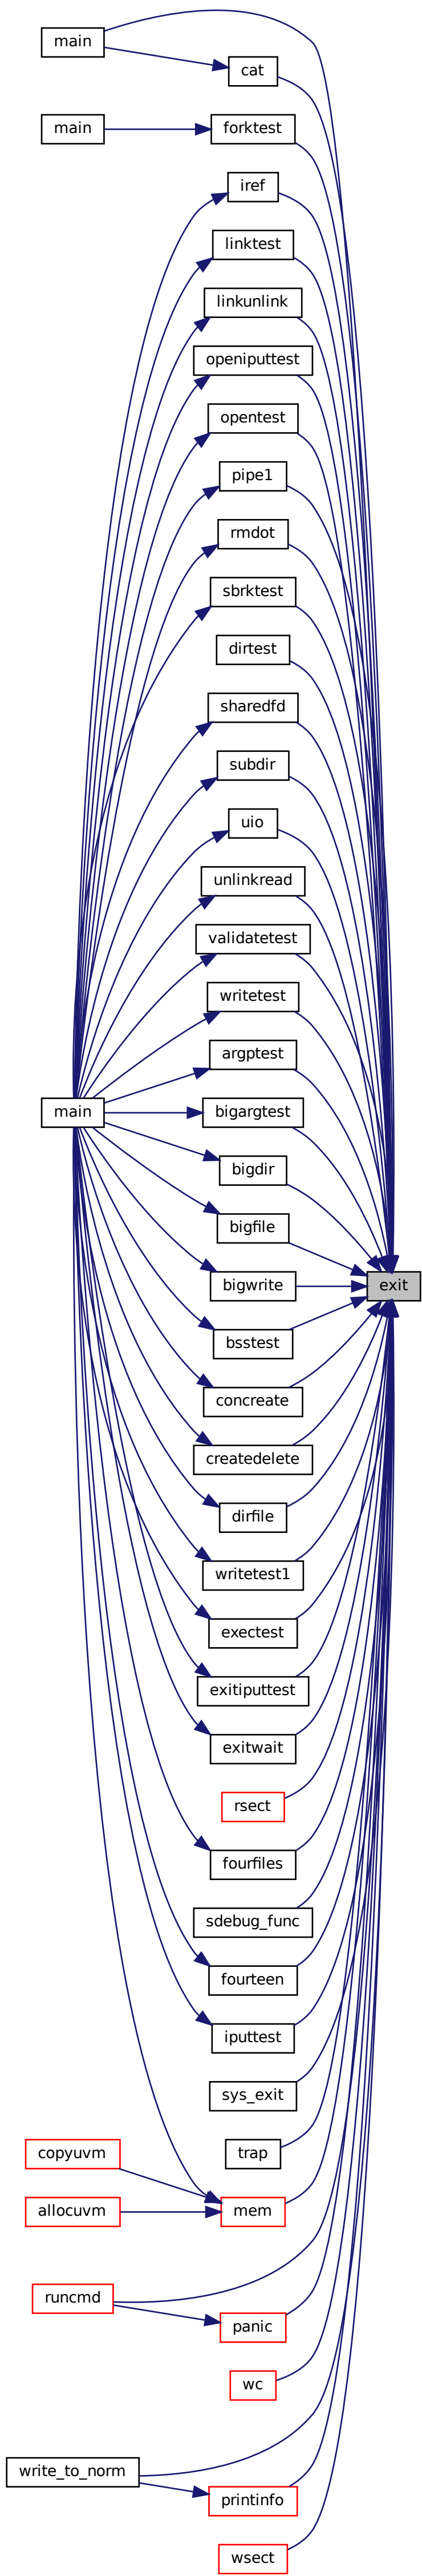 main
cat
main
forktest
iref
linktest
linkunlink
openiputtest
opentest
pipe1
rmdot
sbrktest
dirtest
sharedfd
subdir
uio
unlinkread
validatetest
writetest
argptest
main
bigargtest
bigdir
bigfile
bigwrite
exit
bsstest
concreate
createdelete
dirfile
writetest1
exectest
exitiputtest
exitwait
rsect
fourfiles
sdebug_func
fourteen
iputtest
sys_exit
copyuvm
trap
allocuvm
mem
runcmd
panic
wc
write_to_norm
printinfo
wsect